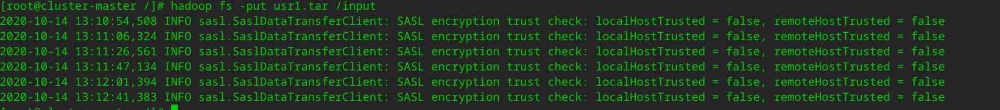 [root@cluster-master /]# hadoop fs -put usr1.tar /input
2020-10-14 13:10:54,508 INFO sasl.SaslDataTransferClient: SASL encryption trust check: localHostTrusted = false, remoteHostTrusted = false
2020-10-14 13:11:06,324 INFO sasl.SaslDataTransferClient: SASL encryption trust check: localHostTrusted = false, remoteHostTrusted = false
2020-10-14 13:11:26,561 INFO sasl.SaslDataTransferClient: SASL encryption trust check: localHostTrusted = false, remoteHostTrusted = false
2020-10-14 13:11:47,134 INFO sasl.SaslDataTransferClient: SASL encryption trust check: localHostTrusted = false, remoteHostTrusted = false
2020-10-14 13:12:01,394 INFO sasl.SaslDataTransferClient: SASL encryption trust check: localHostTrusted = false, remoteHostTrusted = false
2020-10-14 13:12:41,383 INFO sasl.SaslDataTransferClient: SASL encryption trust check: localHostTrusted = false, remoteHostTrusted = false
[root@cluster-master /]#